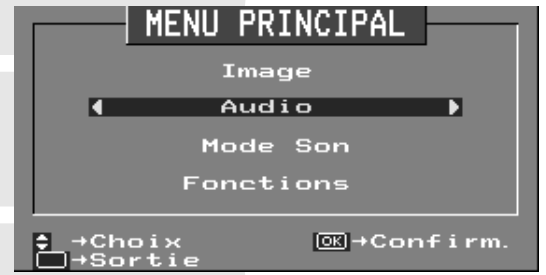 MENU PRINCIPAL
Image
Audio
Mode Son
Fonctions
→Choix
OK→Confirm.
→Sortie